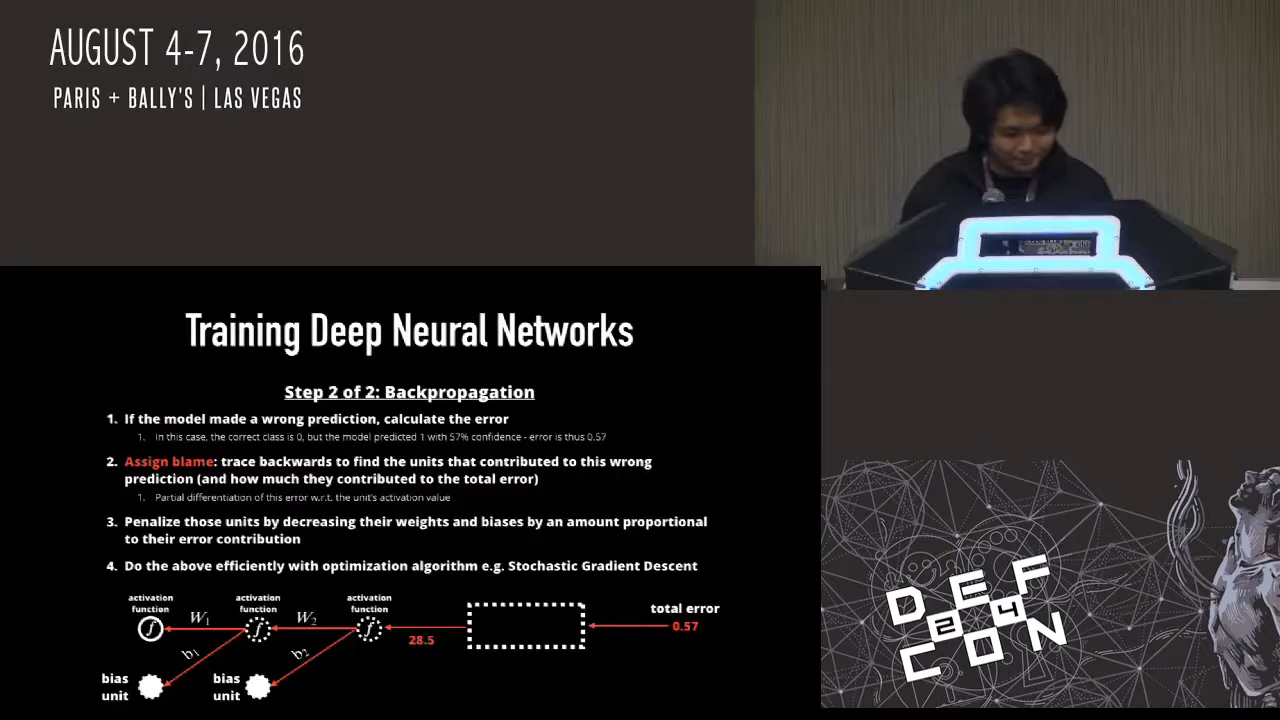 AUGUST 4-7, 2016
PARIS + BALLY'S | LAS VEGAS
Training Deep Neural Networks
Step 2 of 2: Backpropagation
1. If the model made a wrong prediction, calculate the error
1. In this case, the correct class is 0, but the model predicted 1 with 57% confidence - error is thus 0.57
2. Assign blame: trace backwards to find the units that contributed to this wrong
prediction (and how much they contributed to the total error)
1. Partial differentiation of this error w.r.t. the unit's activation value
3. Penalize those units by decreasing their weights and biases by an amount proportional
to their error contribution
4. Do the above efficiently with optimization algorithm e.g. Stochastic Gradient Descent
activation
function
activation
function
activation
function
f
W1
f
W2
f
28.5
total error
0.57
b1
b2
bias
unit
bias
unit
DEF
24
CON